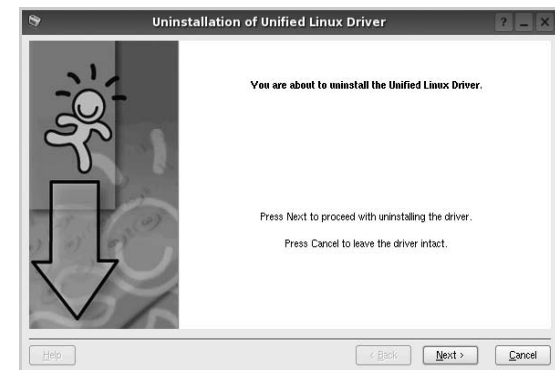 Uninstallation of Unified Linux Driver
You are about to uninstall the Unified Linux Driver.
Press Next to proceed with uninstalling the driver.
Press Cancel to leave the driver intact.
Help
< Back
Next >
Cancel